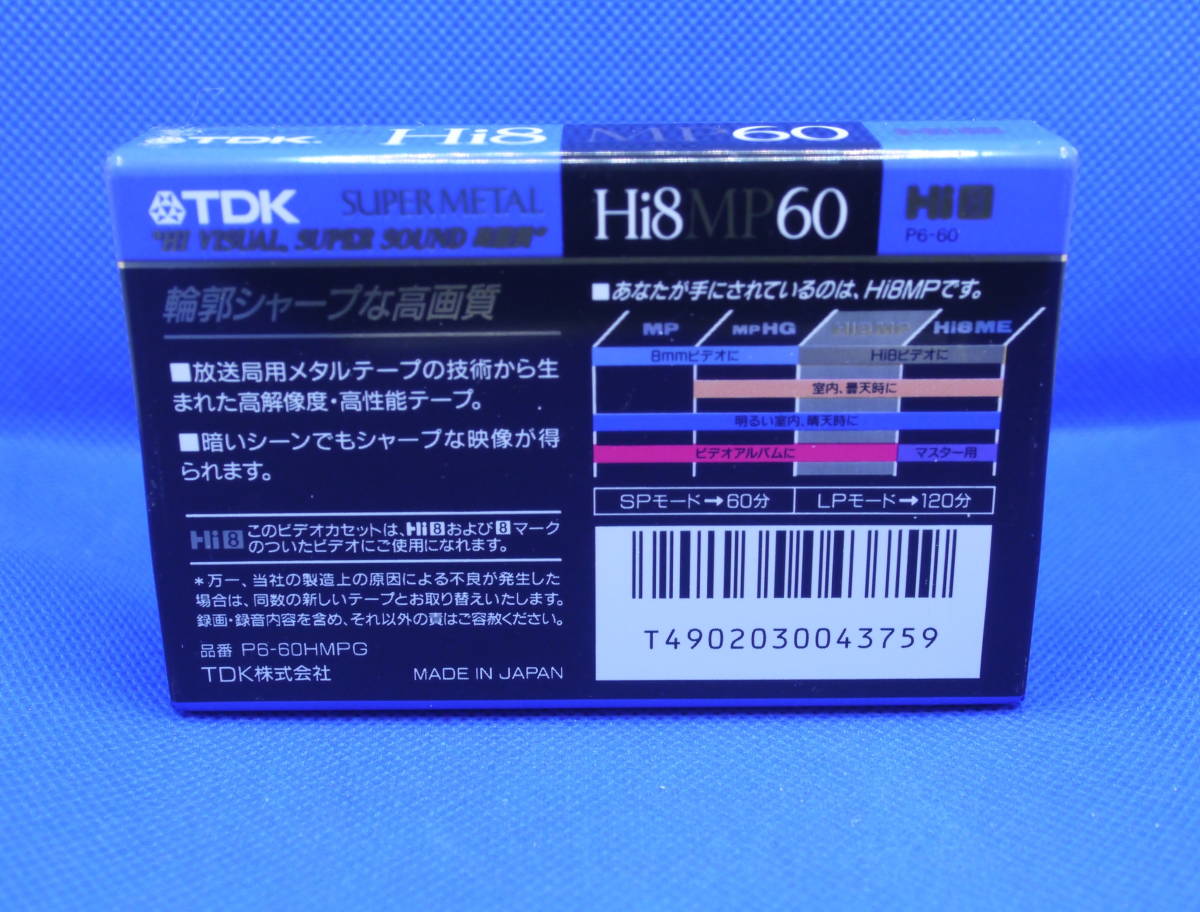 TDK Hi8 MP60
TDK SUPER METAL Hi8MP60 Hi8
"HI VISUAL, SUPER SOUND P6-60
輪郭シャープな高画質
■放送局用メタルテープの技術から生
まれた高解像度・高性能テープ。
■暗いシーンでもシャープな映像が得
られます。
Hi8 このビデオカセットは、Hi8および8マーク
のついたビデオにご使用になれます。
*万一、当社の製造上の原因による不良が発生した
場合は、同数の新しいテープとお取り替えいたします。
録画・録音内容を含め、それ以外の責はご容赦ください。
品番 P6-60HMPG
TDK株式会社 MADE IN JAPAN
■あなたが手にされているのは、Hi8MPです。
MP MPHG Hi8MP Hi8ME
8mmビデオに Hi8ビデオに
室内、曇天時に
明るい室内、晴天時に
ビデオアルバムに マスター用
SPモード→60分 LPモード→120分
T4902030043759